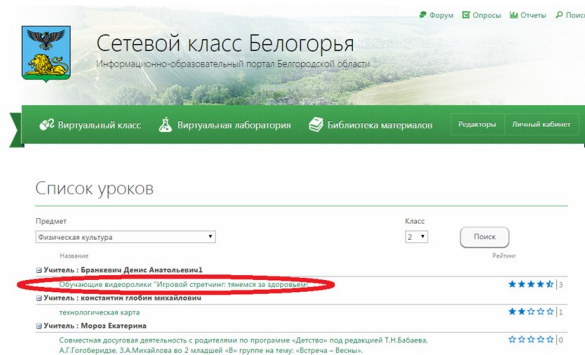 Форум Опросы Отчеты Поис
Сетевой класс Белогорья
Информационно-образовательный портал Белгородской области
Виртуальный класс Виртуальная лаборатория Библиотека материалов Редакторы Личный кабинет
Список уроков
Предмет Класс
Физическая культура 2 Поиск
Название Рейтинг
Учитель : Бранкевич Денис Анатольевич1
Обучающие видеоролики "Игровой стретчинг: тянемся за здоровьем" 3
Учитель : константин глобин михайлович
технологическая карта 1
Учитель : Мороз Екатерина
Совместная досуговая деятельность с родителями по программе «Детство» под редакцией Т.Н.Бабаева, 0
А.Г.Гогоберидзе, З.А.Михайлова во 2 младшей «В» группе на тему: «Встреча – Весны».